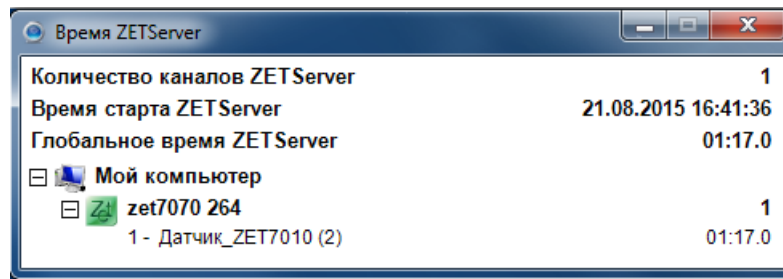 Время ZETServer
Количество каналов ZETServer 1
Время старта ZETServer 21.08.2015 16:41:36
Глобальное время ZETServer 01:17.0
Мой компьютер
Zet zet7070 264 1
1 - Датчик_ZET7010 (2) 01:17.0